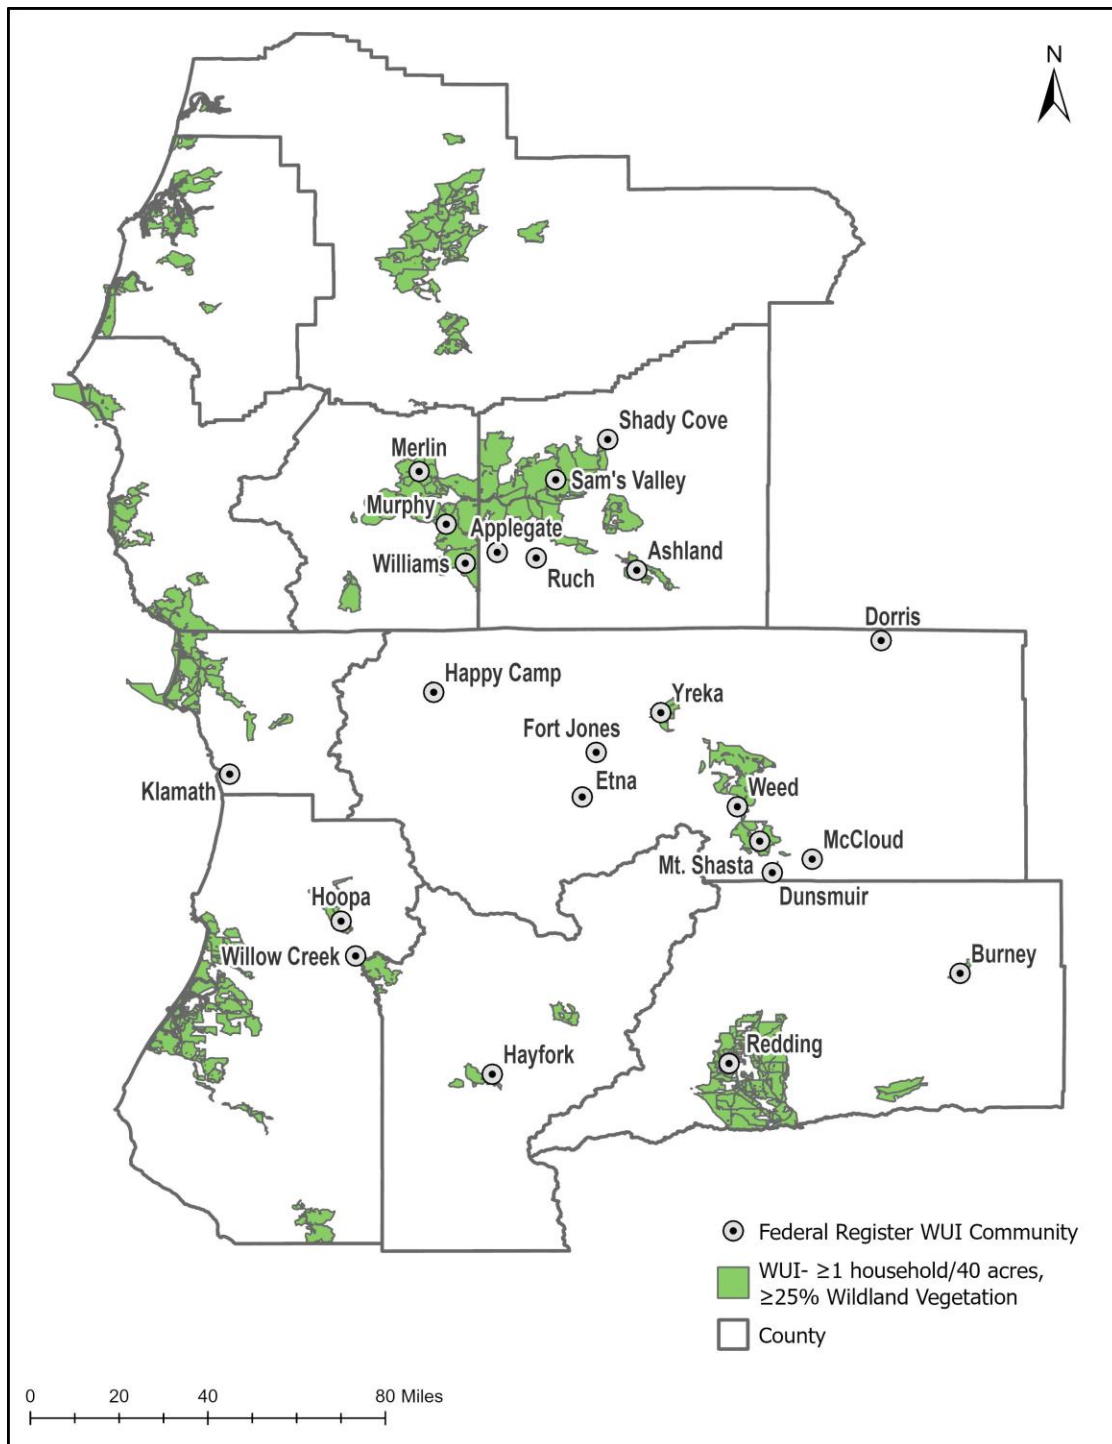 N
Shady Cove
Merlin
Sam's Valley
Murphy
Applegate
Williams
Ruch
Ashland
Dorris
Happy Camp
Yreka
Fort Jones
Etna
Klamath
Weed
McCloud
Mt. Shasta
Dunsmuir
Hoopa
Willow Creek
Burney
Redding
Hayfork
Federal Register WUI Community
WUI- ≥1 household/40 acres,
≥25% Wildland Vegetation
County
0 20 40 80 Miles